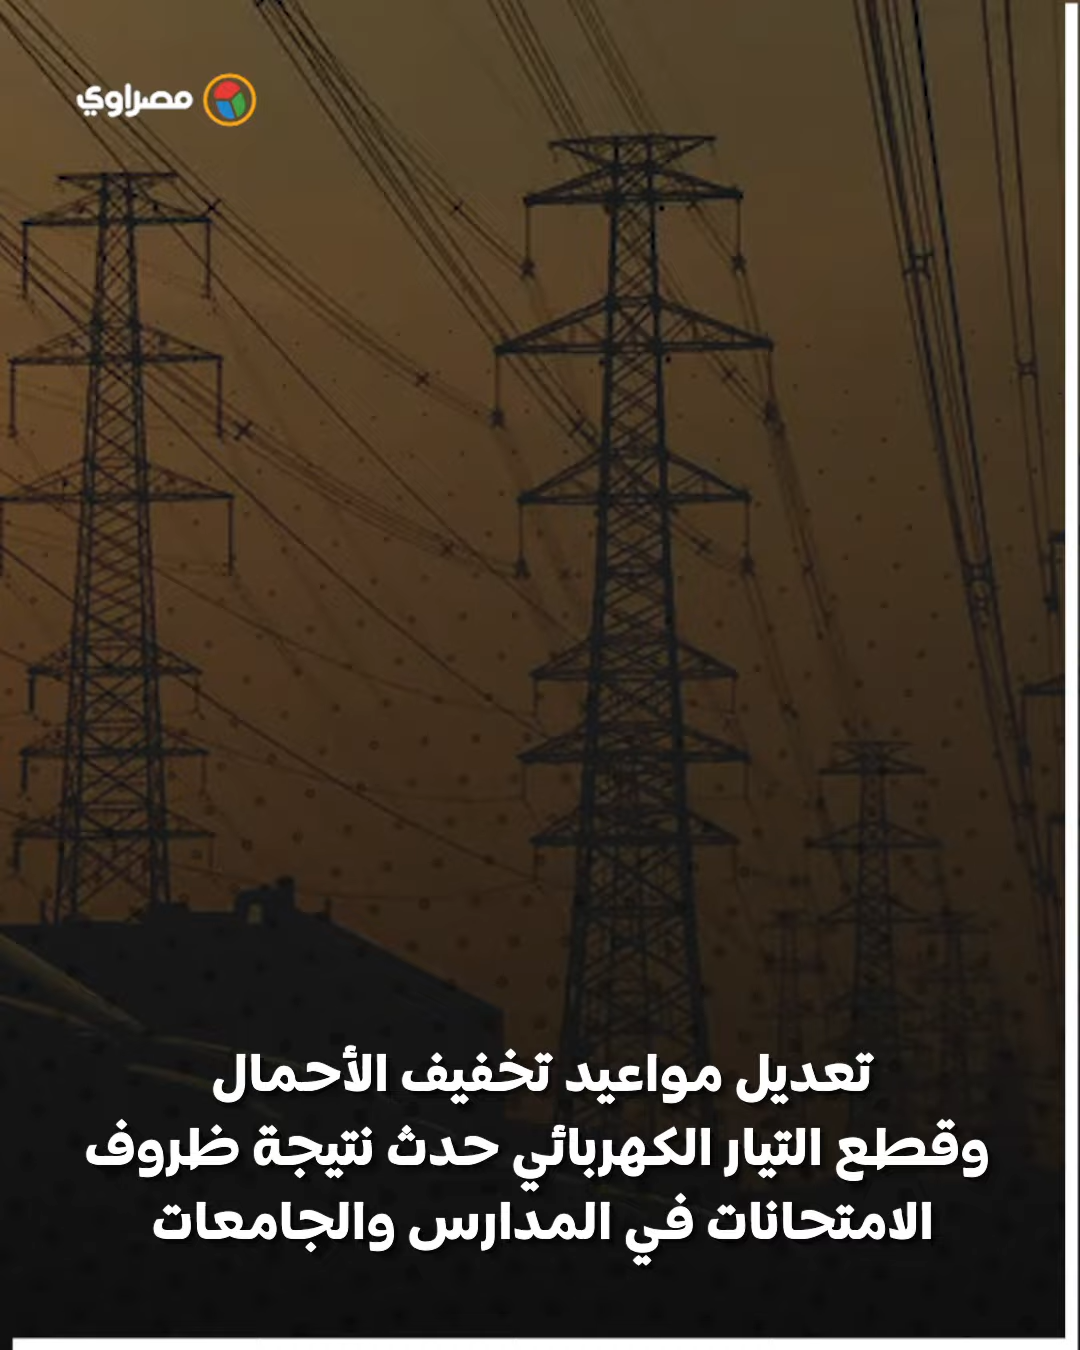 مصراوي
تعديل مواعيد تخفيف الأحمال
وقطع التيار الكهربائي حدث نتيجة ظروف
الامتحانات في المدارس والجامعات